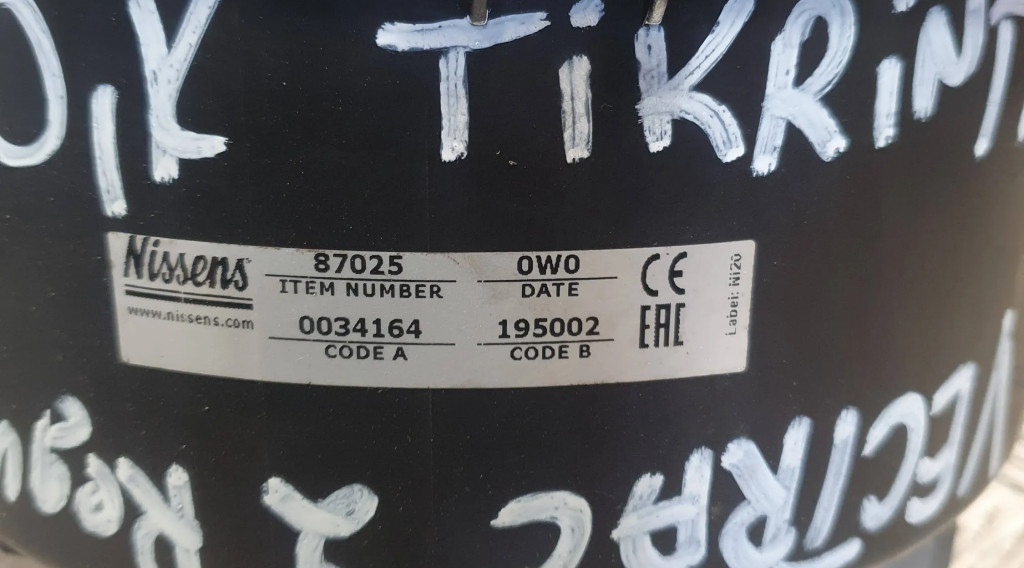 TiKRiNT
Nissens
www.nissens.com
87025
ITEM NUMBER
0034164
CODE A
0W0
DATE
195002
CODE B
CE
EAC
Label: Ni20
VECTRA C